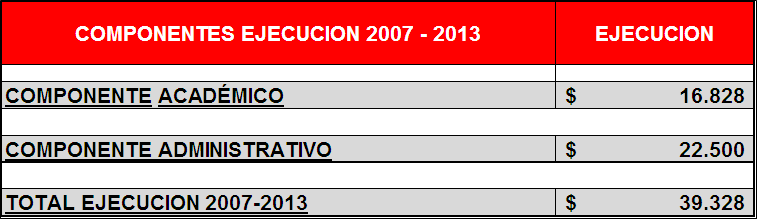 COMPONENTES EJECUCION 2007 - 2013 EJECUCION
COMPONENTE ACADÉMICO $ 16.828
COMPONENTE ADMINISTRATIVO $ 22.500
TOTAL EJECUCION 2007-2013 $ 39.328